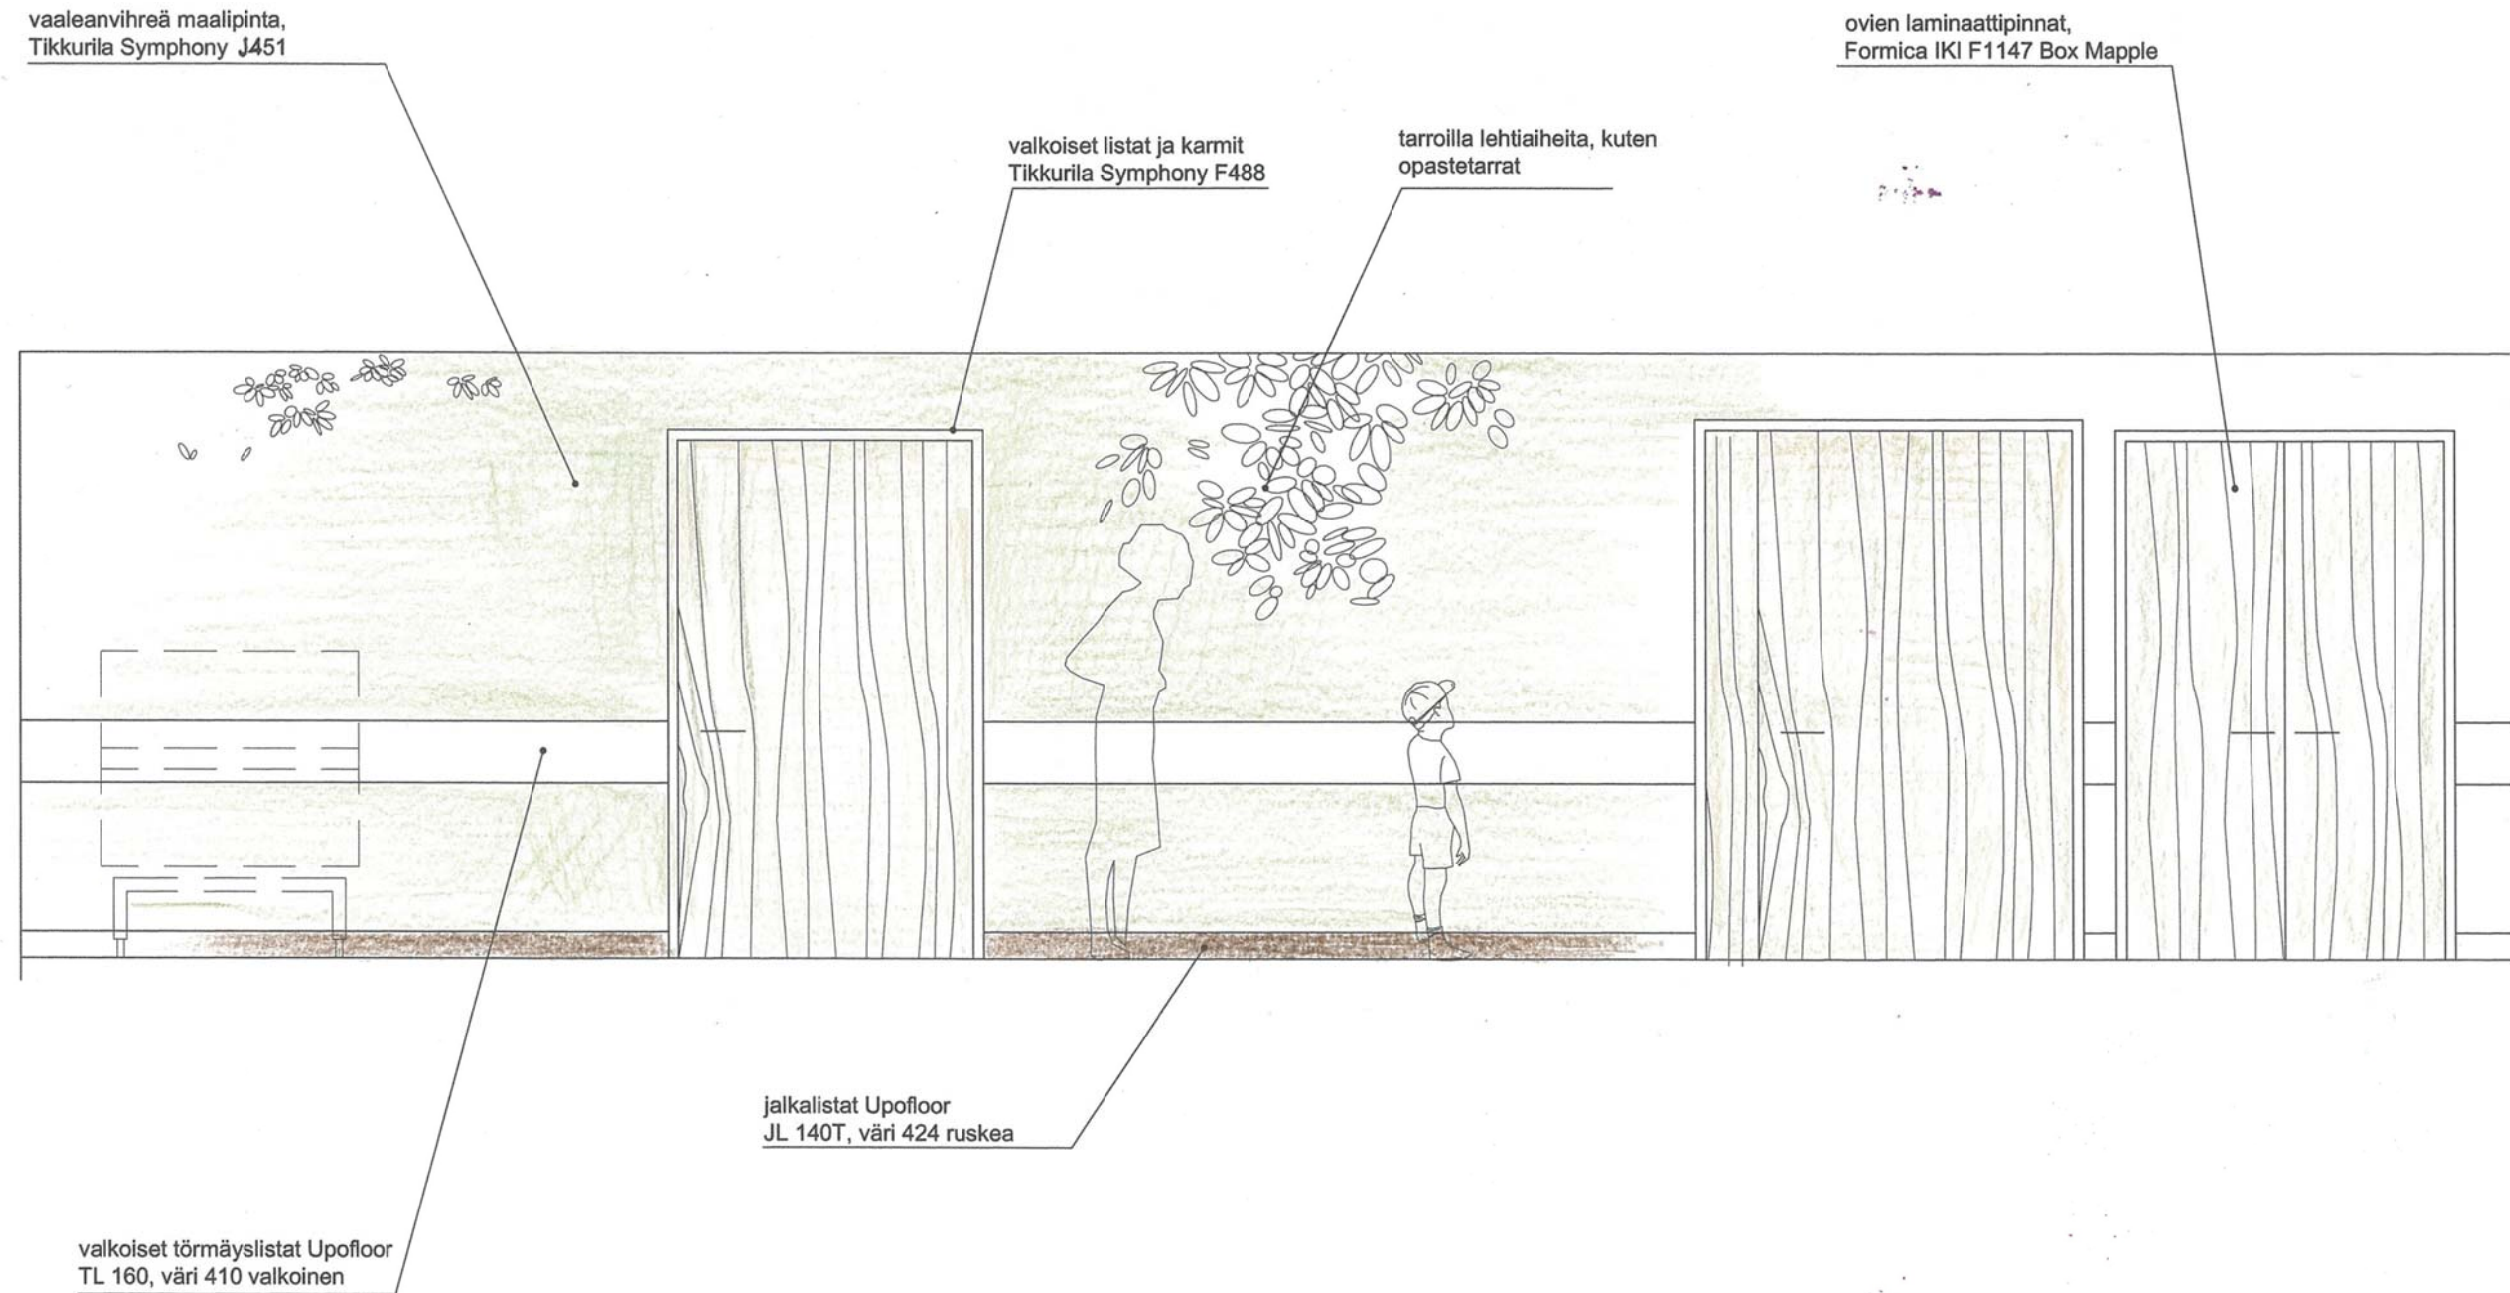 vaaleanvihreä maalipinta,
Tikkurila Symphony J451
ovien laminaattipinnat,
Formica IKI F1147 Box Mapple
valkoiset listat ja karmit
Tikkurila Symphony F488
tarroilla lehtiaiheita, kuten
opastetarrat
jalkalistat Upofloor
JL 140T, väri 424 ruskea
valkoiset törmäyslistat Upofloor
TL 160, väri 410 valkoinen